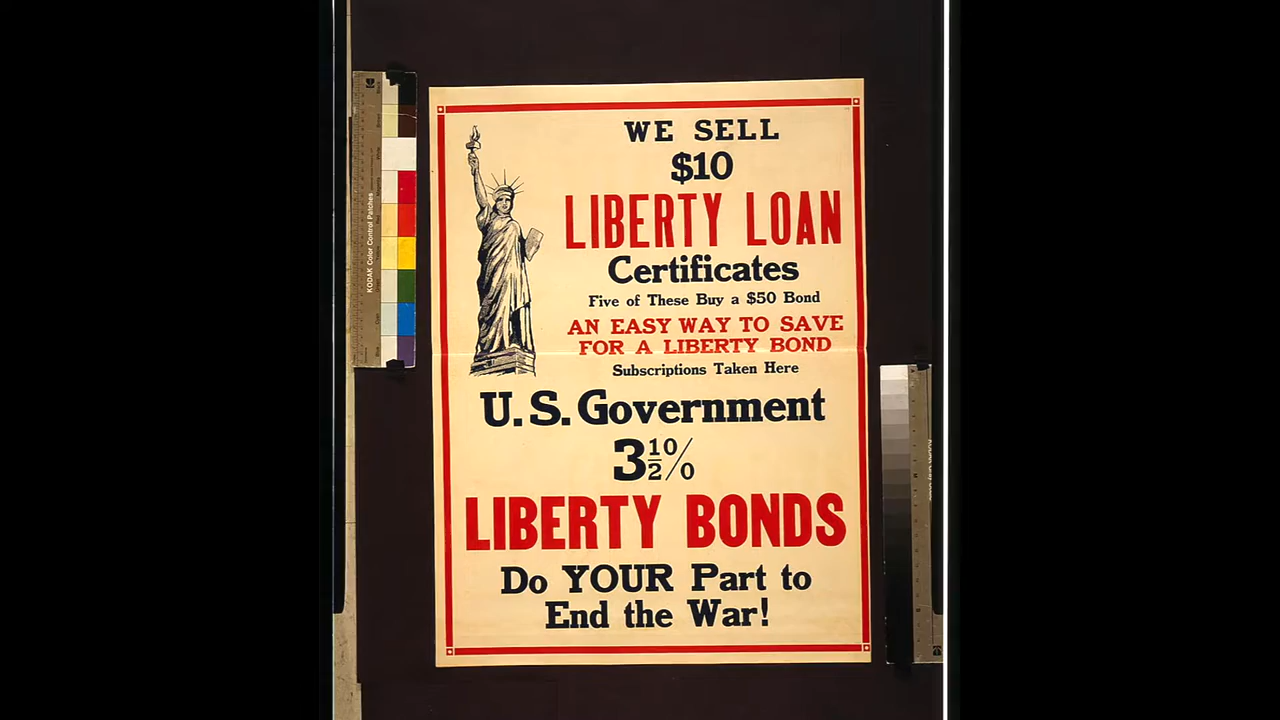 WE SELL
$10
LIBERTY LOAN
Certificates
Five of These Buy a $50 Bond
AN EASY WAY TO SAVE
FOR A LIBERTY BOND
Subscriptions Taken Here
U.S. Government
3 1/2 %
LIBERTY BONDS
Do YOUR Part to
End the War!
KODAK Color Control Patches